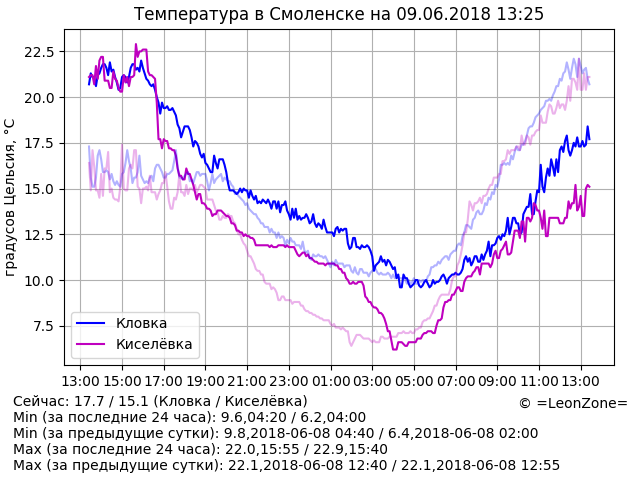 Температура в Смоленске на 09.06.2018 13:25
градусов Цельсия, °C
22.5
20.0
17.5
15.0
12.5
10.0
7.5
Кловка
Киселёвка
13:00 15:00 17:00 19:00 21:00 23:00 01:00 03:00 05:00 07:00 09:00 11:00 13:00
Сейчас: 17.7 / 15.1 (Кловка / Киселёвка)
© =LeonZone=
Min (за последние 24 часа): 9.6,04:20 / 6.2,04:00
Min (за предыдущие сутки): 9.8,2018-06-08 04:40 / 6.4,2018-06-08 02:00
Max (за последние 24 часа): 22.0,15:55 / 22.9,15:40
Max (за предыдущие сутки): 22.1,2018-06-08 12:40 / 22.1,2018-06-08 12:55